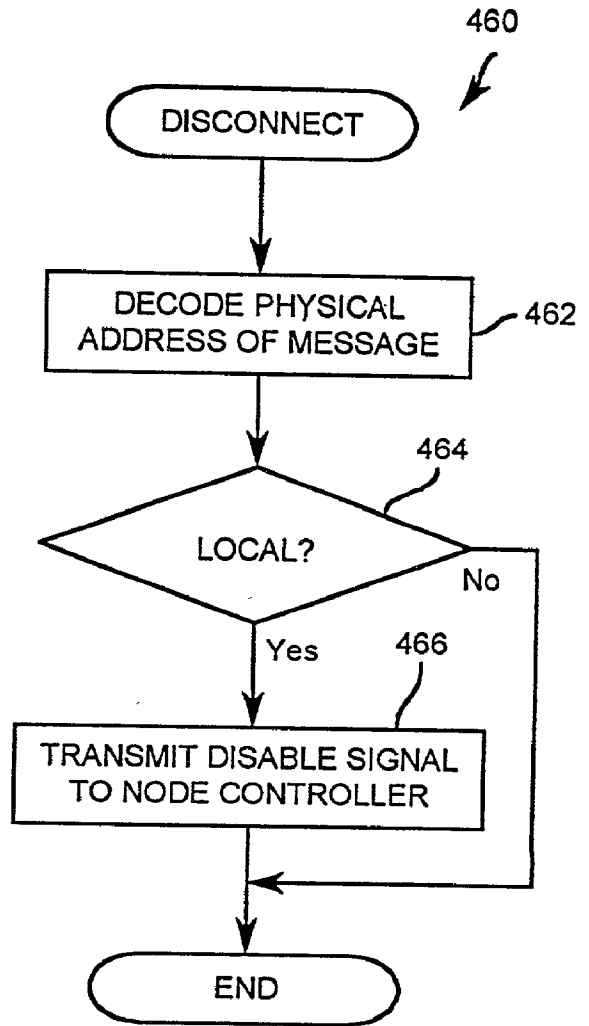 460
DISCONNECT
DECODE PHYSICAL
ADDRESS OF MESSAGE
462
464
LOCAL?
No
Yes
466
TRANSMIT DISABLE SIGNAL
TO NODE CONTROLLER
END